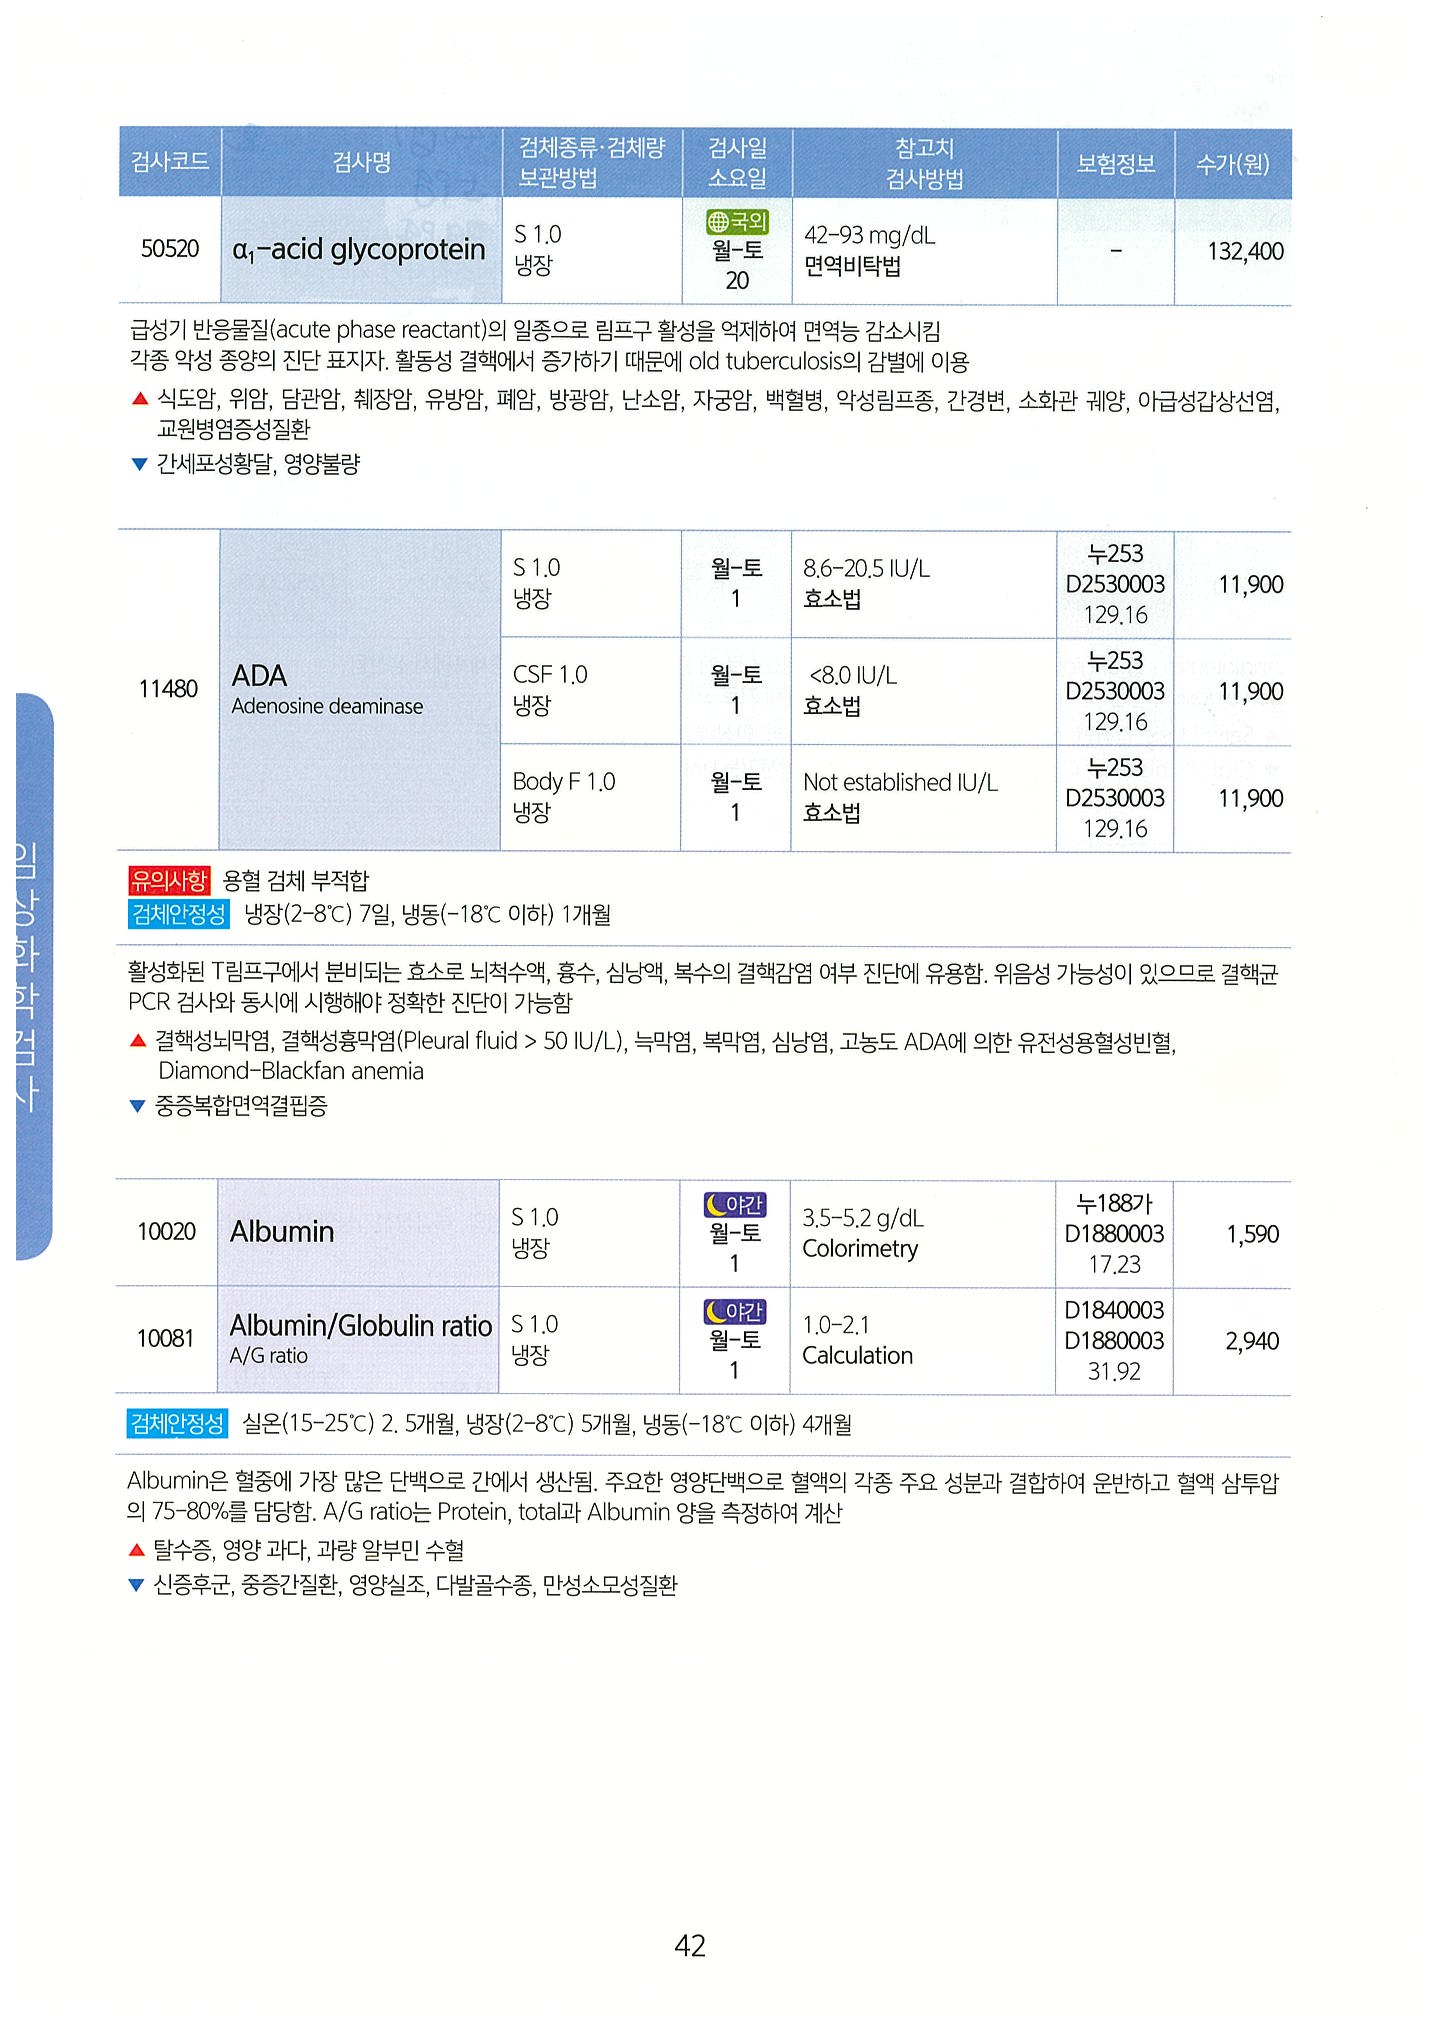 검사코드
검사명
검체종류·검체량
보관방법
검사일
소요일
참고치
검사방법
보험정보
수가(원)
50520
α₁-acid glycoprotein
S 1.0
냉장
국외
월-토
20
42-93 mg/dL
면역비탁법
-
132,400
급성기 반응물질(acute phase reactant)의 일종으로 림프구 활성을 억제하여 면역능 감소시킴
각종 악성 종양의 진단 표지자. 활동성 결핵에서 증가하기 때문에 old tuberculosis의 감별에 이용
▲ 식도암, 위암, 담관암, 췌장암, 유방암, 폐암, 방광암, 난소암, 자궁암, 백혈병, 악성림프종, 간경변, 소화관 궤양, 아급성갑상선염,
교원병염증성질환
▼ 간세포성황달, 영양불량
11480
ADA
Adenosine deaminase
S 1.0
냉장
월-토
1
8.6-20.5 IU/L
효소법
누253
D2530003
129.16
11,900
CSF 1.0
냉장
월-토
1
<8.0 IU/L
효소법
누253
D2530003
129.16
11,900
Body F 1.0
냉장
월-토
1
Not established IU/L
효소법
누253
D2530003
129.16
11,900
유의사항 용혈 검체 부적합
검체안정성 냉장(2-8℃) 7일, 냉동(-18℃ 이하) 1개월
활성화된 T림프구에서 분비되는 효소로 뇌척수액, 흉수, 심낭액, 복수의 결핵감염 여부 진단에 유용함. 위음성 가능성이 있으므로 결핵균
PCR 검사와 동시에 시행해야 정확한 진단이 가능함
▲ 결핵성뇌막염, 결핵성흉막염(Pleural fluid > 50 IU/L), 늑막염, 복막염, 심낭염, 고농도 ADA에 의한 유전성용혈성빈혈,
Diamond-Blackfan anemia
▼ 중증복합면역결핍증
10020
Albumin
S 1.0
냉장
야간
월-토
1
3.5-5.2 g/dL
Colorimetry
누188가
D1880003
17.23
1,590
10081
Albumin/Globulin ratio
A/G ratio
S 1.0
냉장
야간
월-토
1
1.0-2.1
Calculation
D1840003
D1880003
31.92
2,940
검체안정성 실온(15-25℃) 2. 5개월, 냉장(2-8℃) 5개월, 냉동(-18℃ 이하) 4개월
Albumin은 혈중에 가장 많은 단백으로 간에서 생산됨. 주요한 영양단백으로 혈액의 각종 주요 성분과 결합하여 운반하고 혈액 삼투압
의 75-80%를 담당함. A/G ratio는 Protein, total과 Albumin 양을 측정하여 계산
▲ 탈수증, 영양 과다, 과량 알부민 수혈
▼ 신증후군, 중증간질환, 영양실조, 다발골수종, 만성소모성질환
임상화학검사
42